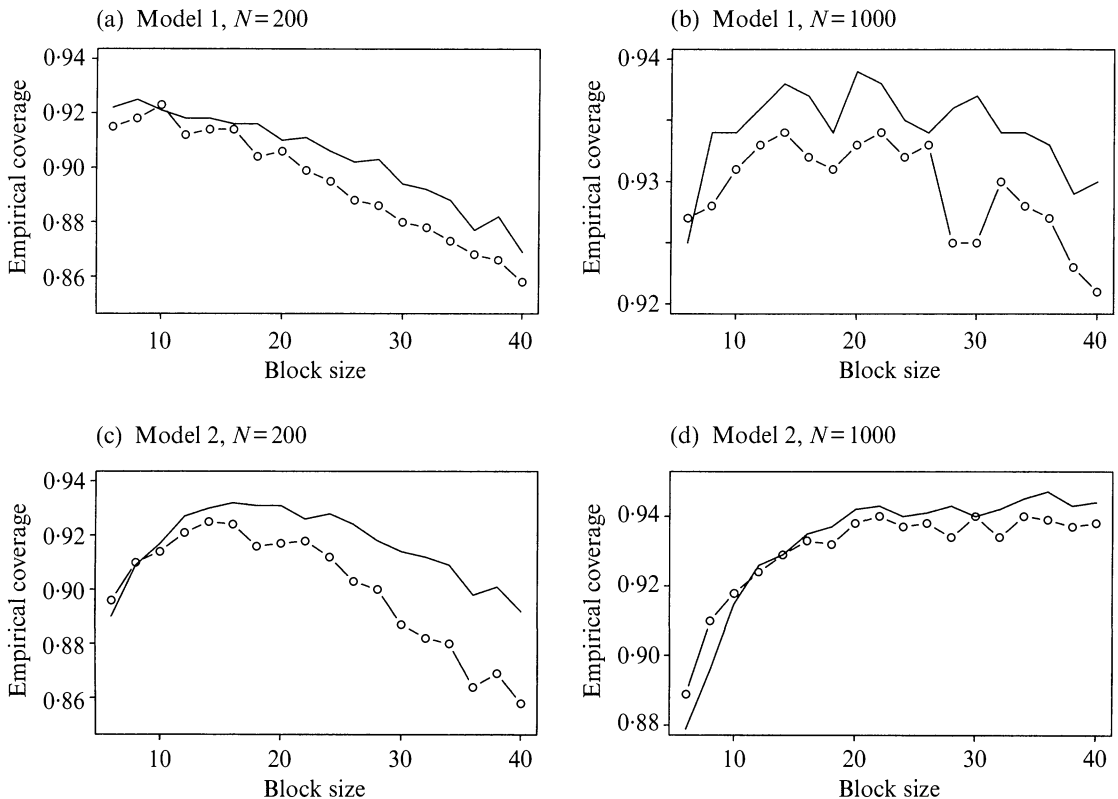 (a) Model 1, N=200
0·94
0·92
0·90
0·88
0·86
Empirical coverage
10 20 30 40
Block size
(b) Model 1, N=1000
0·94
0·93
0·92
Empirical coverage
10 20 30 40
Block size
(c) Model 2, N=200
0·94
0·92
0·90
0·88
0·86
Empirical coverage
10 20 30 40
Block size
(d) Model 2, N=1000
0·94
0·92
0·90
0·88
Empirical coverage
10 20 30 40
Block size